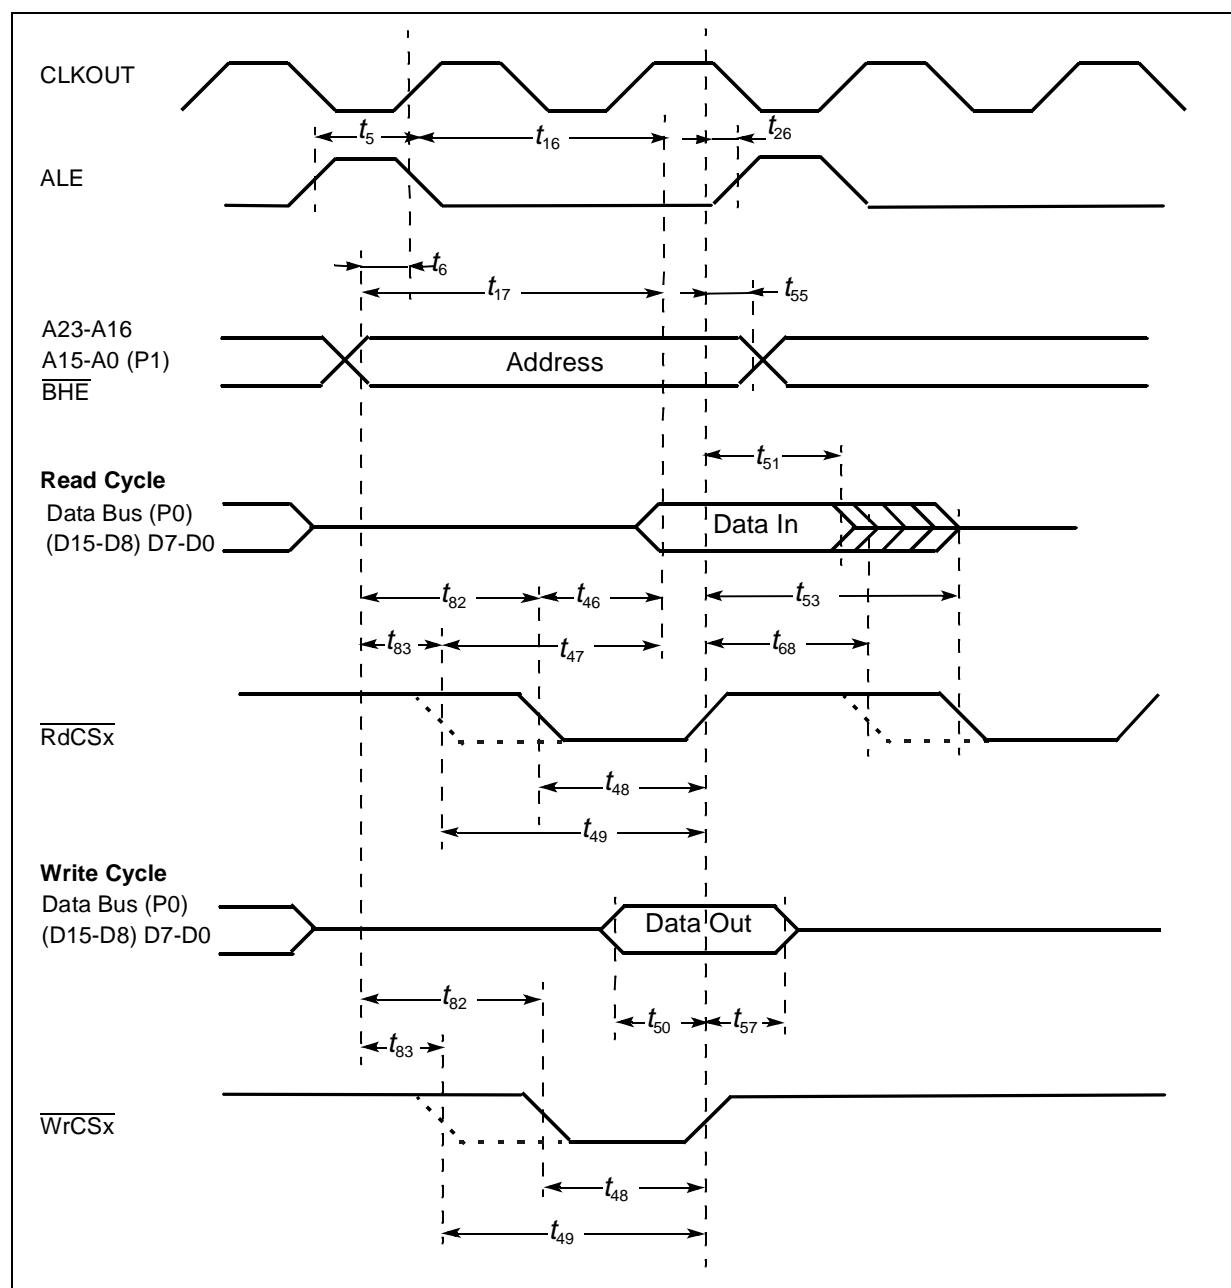 CLKOUT
t5 t16 t26
ALE
t6
t17 t55
A23-A16
A15-A0 (P1)
BHE
Address
t51
Read Cycle
Data Bus (P0)
(D15-D8) D7-D0
Data In
t82 t46 t53
t83 t47 t68
RdCSx
t48
t49
Write Cycle
Data Bus (P0)
(D15-D8) D7-D0
Data Out
t82 t50 t57
t83
WrCSx
t48
t49